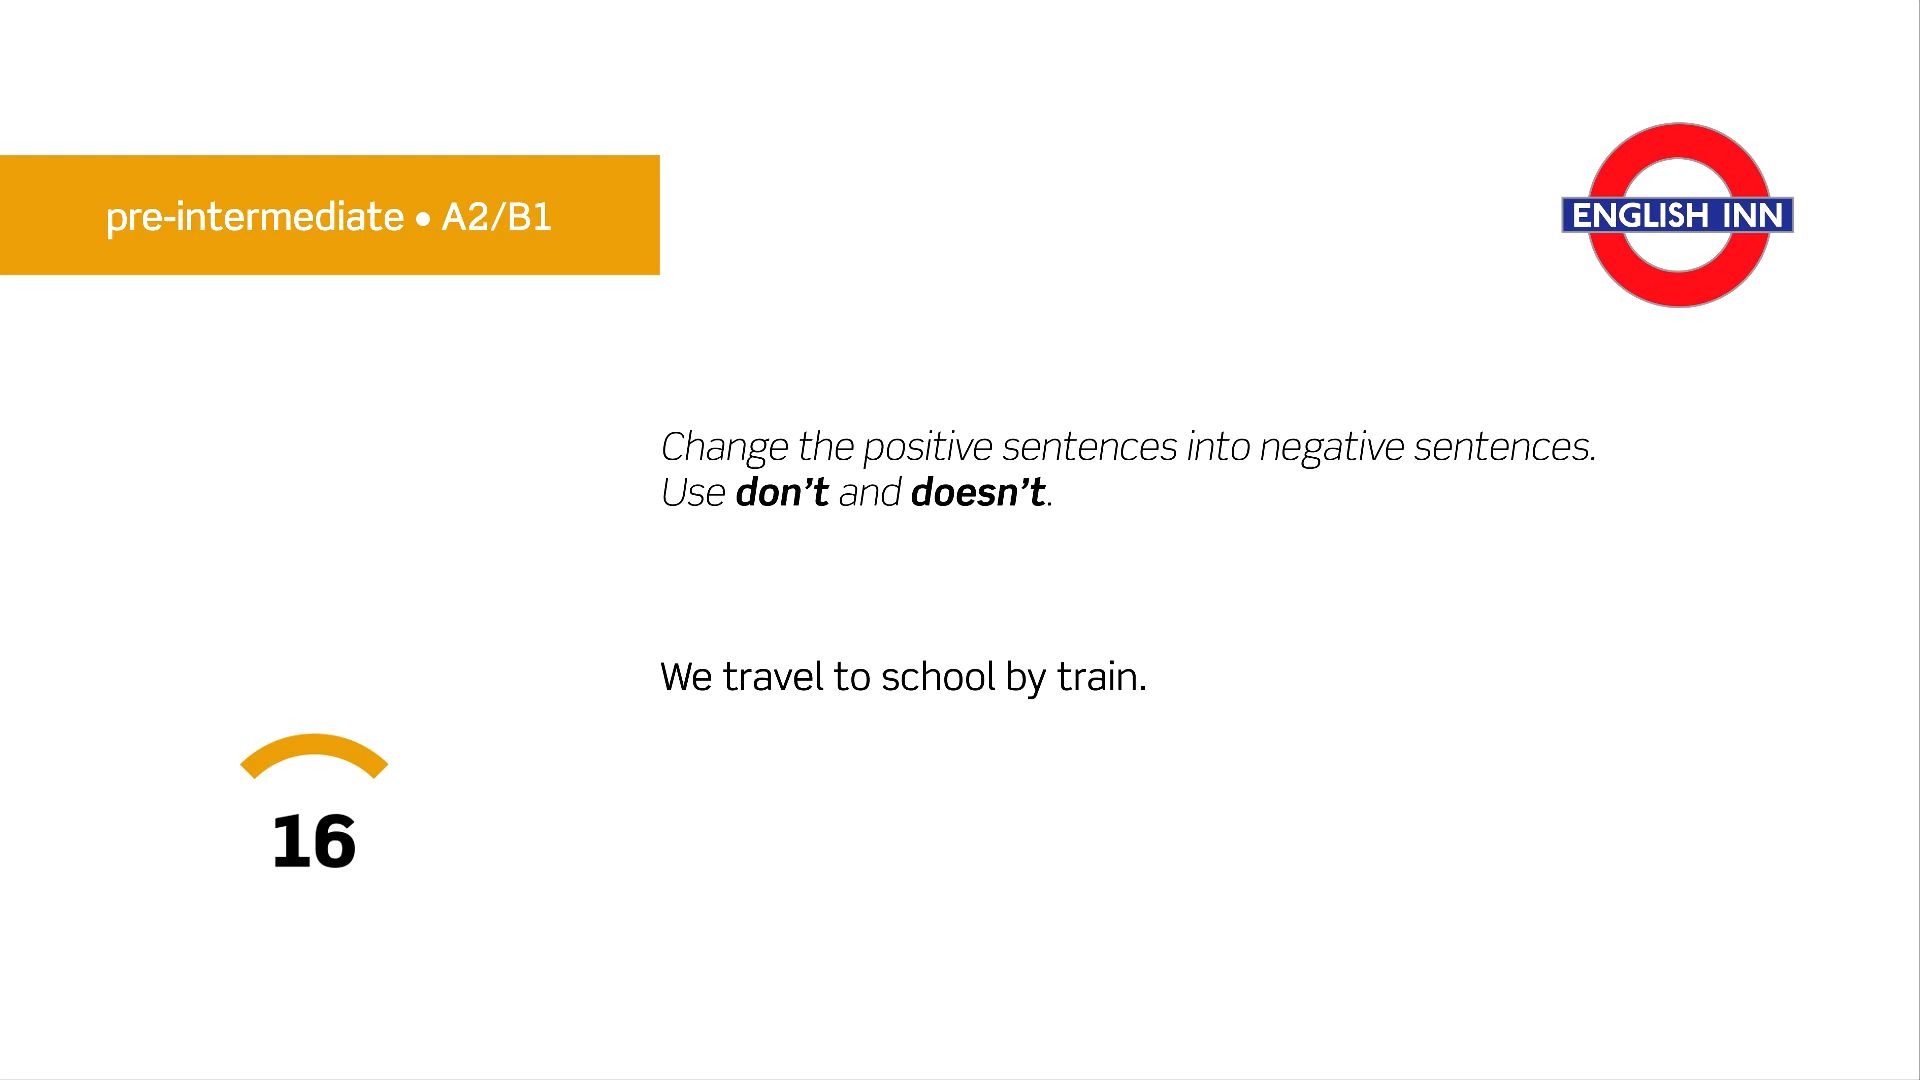 pre-intermediate • A2/B1
ENGLISH INN
Change the positive sentences into negative sentences.
Use don’t and doesn’t.
We travel to school by train.
16